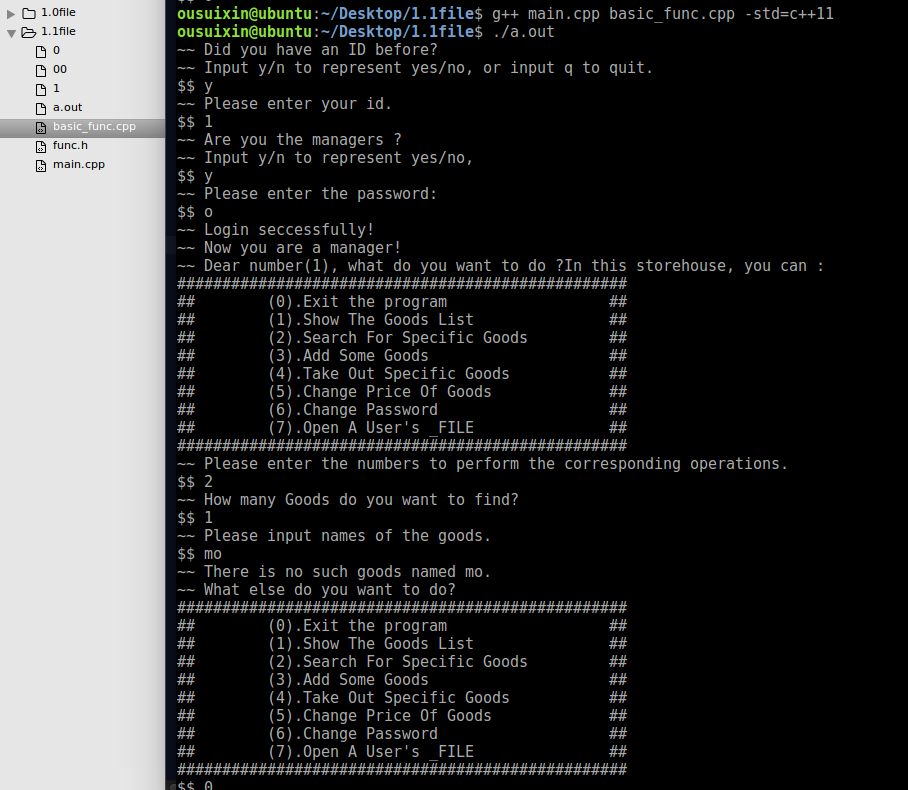 1.0file
1.1file
0
00
1
a.out
basic_func.cpp
func.h
main.cpp
ousuixin@ubuntu:~/Desktop/1.1file$ g++ main.cpp basic_func.cpp -std=c++11
ousuixin@ubuntu:~/Desktop/1.1file$ ./a.out
~~ Did you have an ID before?
~~ Input y/n to represent yes/no, or input q to quit.
$$ y
~~ Please enter your id.
$$ 1
~~ Are you the managers ?
~~ Input y/n to represent yes/no,
$$ y
~~ Please enter the password:
$$ o
~~ Login seccessfully!
~~ Now you are a manager!
~~ Dear number(1), what do you want to do ?In this storehouse, you can :
##################################################
##        (0).Exit the program                  ##
##        (1).Show The Goods List               ##
##        (2).Search For Specific Goods         ##
##        (3).Add Some Goods                    ##
##        (4).Take Out Specific Goods           ##
##        (5).Change Price Of Goods             ##
##        (6).Change Password                   ##
##        (7).Open A User's _FILE               ##
##################################################
~~ Please enter the numbers to perform the corresponding operations.
$$ 2
~~ How many Goods do you want to find?
$$ 1
~~ Please input names of the goods.
$$ mo
~~ There is no such goods named mo.
~~ What else do you want to do?
##################################################
##        (0).Exit the program                  ##
##        (1).Show The Goods List               ##
##        (2).Search For Specific Goods         ##
##        (3).Add Some Goods                    ##
##        (4).Take Out Specific Goods           ##
##        (5).Change Price Of Goods             ##
##        (6).Change Password                   ##
##        (7).Open A User's _FILE               ##
##################################################
$$ 0